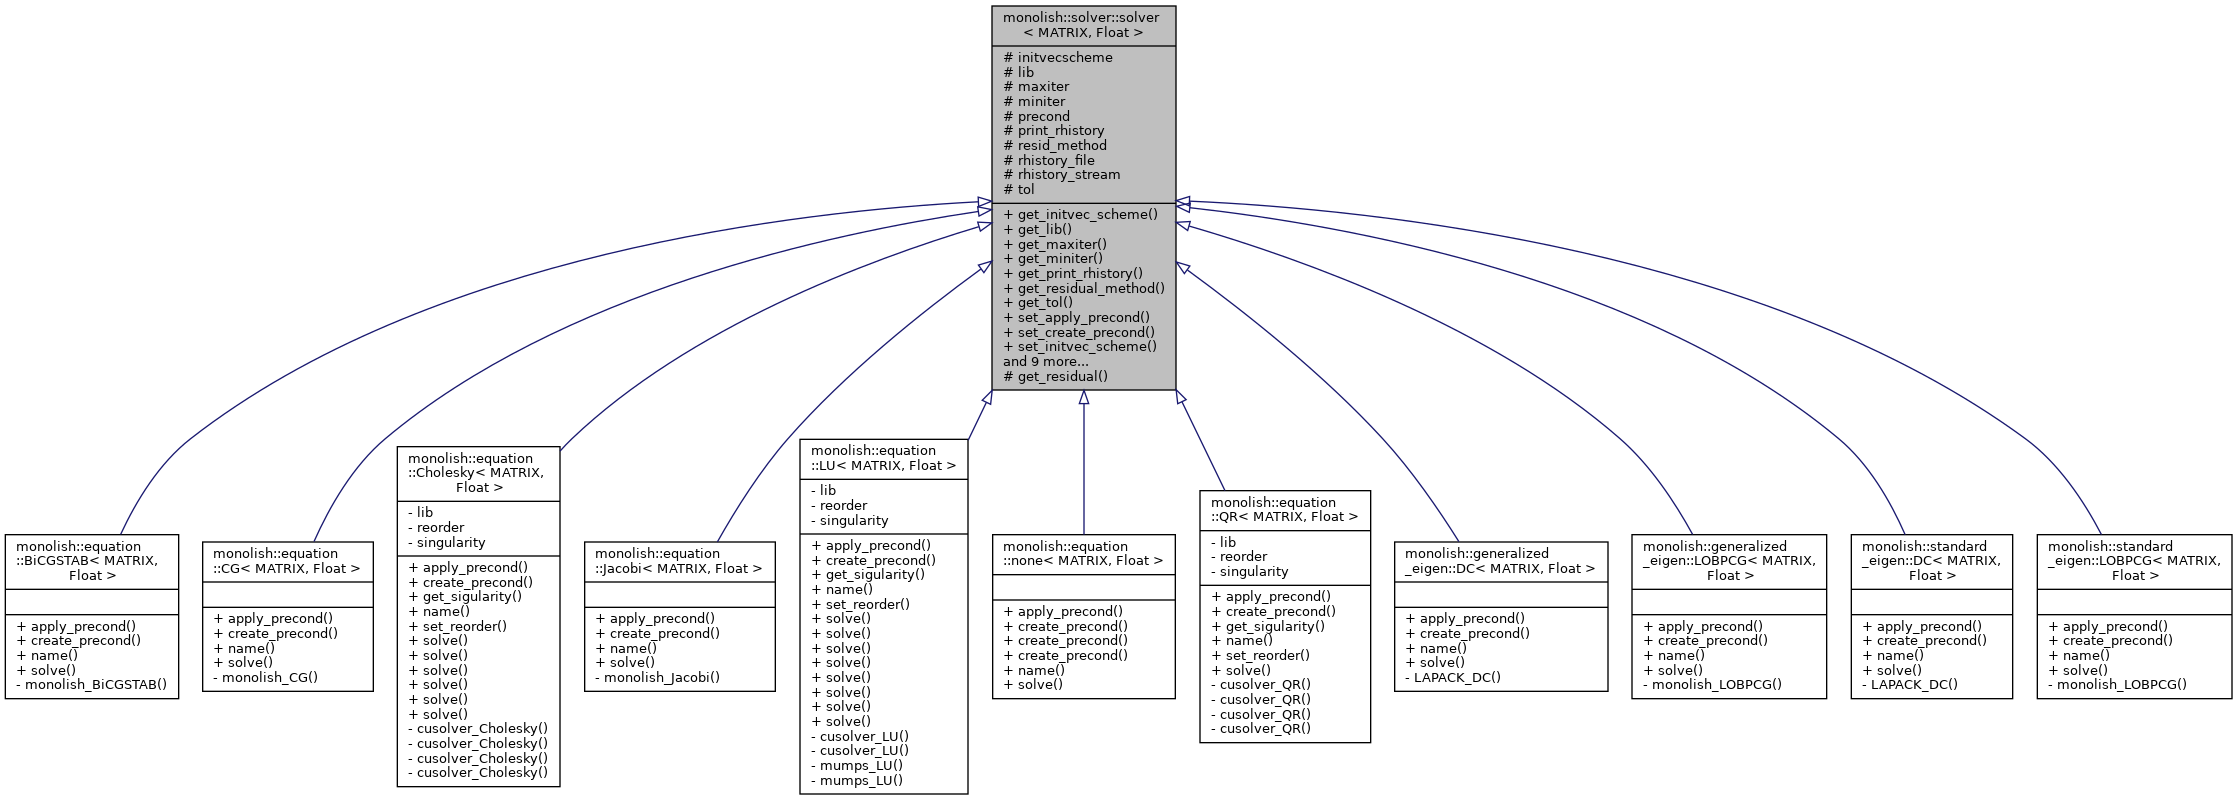 monolish::solver::solver
< MATRIX, Float >
# initvecscheme
# lib
# maxiter
# miniter
# precond
# print_rhistory
# resid_method
# rhistory_file
# rhistory_stream
# tol
+ get_initvec_scheme()
+ get_lib()
+ get_maxiter()
+ get_miniter()
+ get_print_rhistory()
+ get_residual_method()
+ get_tol()
+ set_apply_precond()
+ set_create_precond()
+ set_initvec_scheme()
and 9 more...
# get_residual()
monolish::equation
::BiCGSTAB< MATRIX,
Float >
+ apply_precond()
+ create_precond()
+ name()
+ solve()
- monolish_BiCGSTAB()
monolish::equation
::CG< MATRIX, Float >
+ apply_precond()
+ create_precond()
+ name()
+ solve()
- monolish_CG()
monolish::equation
::Cholesky< MATRIX,
Float >
- lib
- reorder
- singularity
+ apply_precond()
+ create_precond()
+ get_sigularity()
+ name()
+ set_reorder()
+ solve()
+ solve()
+ solve()
+ solve()
+ solve()
+ solve()
- cusolver_Cholesky()
- cusolver_Cholesky()
- cusolver_Cholesky()
- cusolver_Cholesky()
monolish::equation
::Jacobi< MATRIX, Float >
+ apply_precond()
+ create_precond()
+ name()
+ solve()
- monolish_Jacobi()
monolish::equation
::LU< MATRIX, Float >
- lib
- reorder
- singularity
+ apply_precond()
+ create_precond()
+ get_sigularity()
+ name()
+ set_reorder()
+ solve()
+ solve()
+ solve()
+ solve()
+ solve()
+ solve()
+ solve()
+ solve()
- cusolver_LU()
- cusolver_LU()
- mumps_LU()
- mumps_LU()
monolish::equation
::none< MATRIX, Float >
+ apply_precond()
+ create_precond()
+ create_precond()
+ create_precond()
+ name()
+ solve()
monolish::equation
::QR< MATRIX, Float >
- lib
- reorder
- singularity
+ apply_precond()
+ create_precond()
+ get_sigularity()
+ name()
+ set_reorder()
+ solve()
- cusolver_QR()
- cusolver_QR()
- cusolver_QR()
- cusolver_QR()
monolish::generalized
_eigen::DC< MATRIX, Float >
+ apply_precond()
+ create_precond()
+ name()
+ solve()
- LAPACK_DC()
monolish::generalized
_eigen::LOBPCG< MATRIX,
Float >
+ apply_precond()
+ create_precond()
+ name()
+ solve()
- monolish_LOBPCG()
monolish::standard
_eigen::DC< MATRIX,
Float >
+ apply_precond()
+ create_precond()
+ name()
+ solve()
- LAPACK_DC()
monolish::standard
_eigen::LOBPCG< MATRIX,
Float >
+ apply_precond()
+ create_precond()
+ name()
+ solve()
- monolish_LOBPCG()